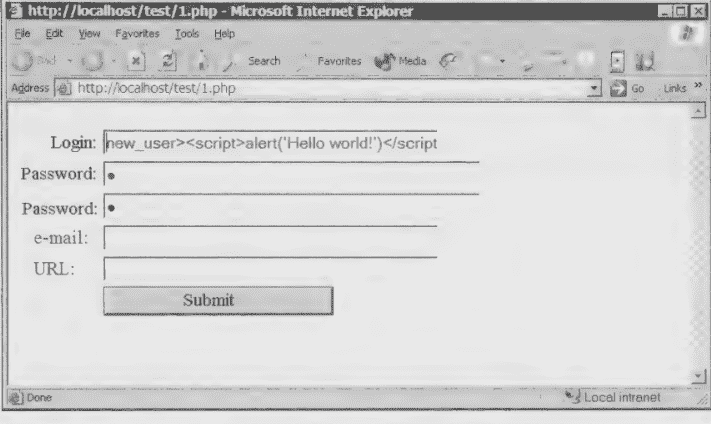 http://localhost/test/1.php - Microsoft Internet Explorer
File Edit View Favorites Tools Help
Back Search Favorites Media
Address http://localhost/test/1.php Go Links »
Login: new_user><script>alert('Hello world!')</script
Password: •
Password: •
e-mail:
URL:
Submit
Done Local intranet